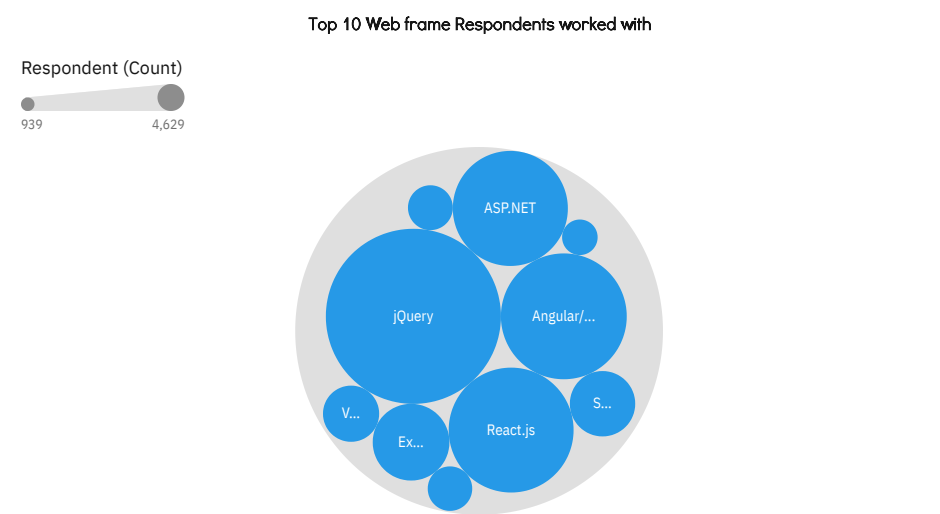 Top 10 Web frame Respondents worked with
Respondent (Count)
939
4,629
ASP.NET
jQuery
Angular/...
V...
S...
Ex...
React.js